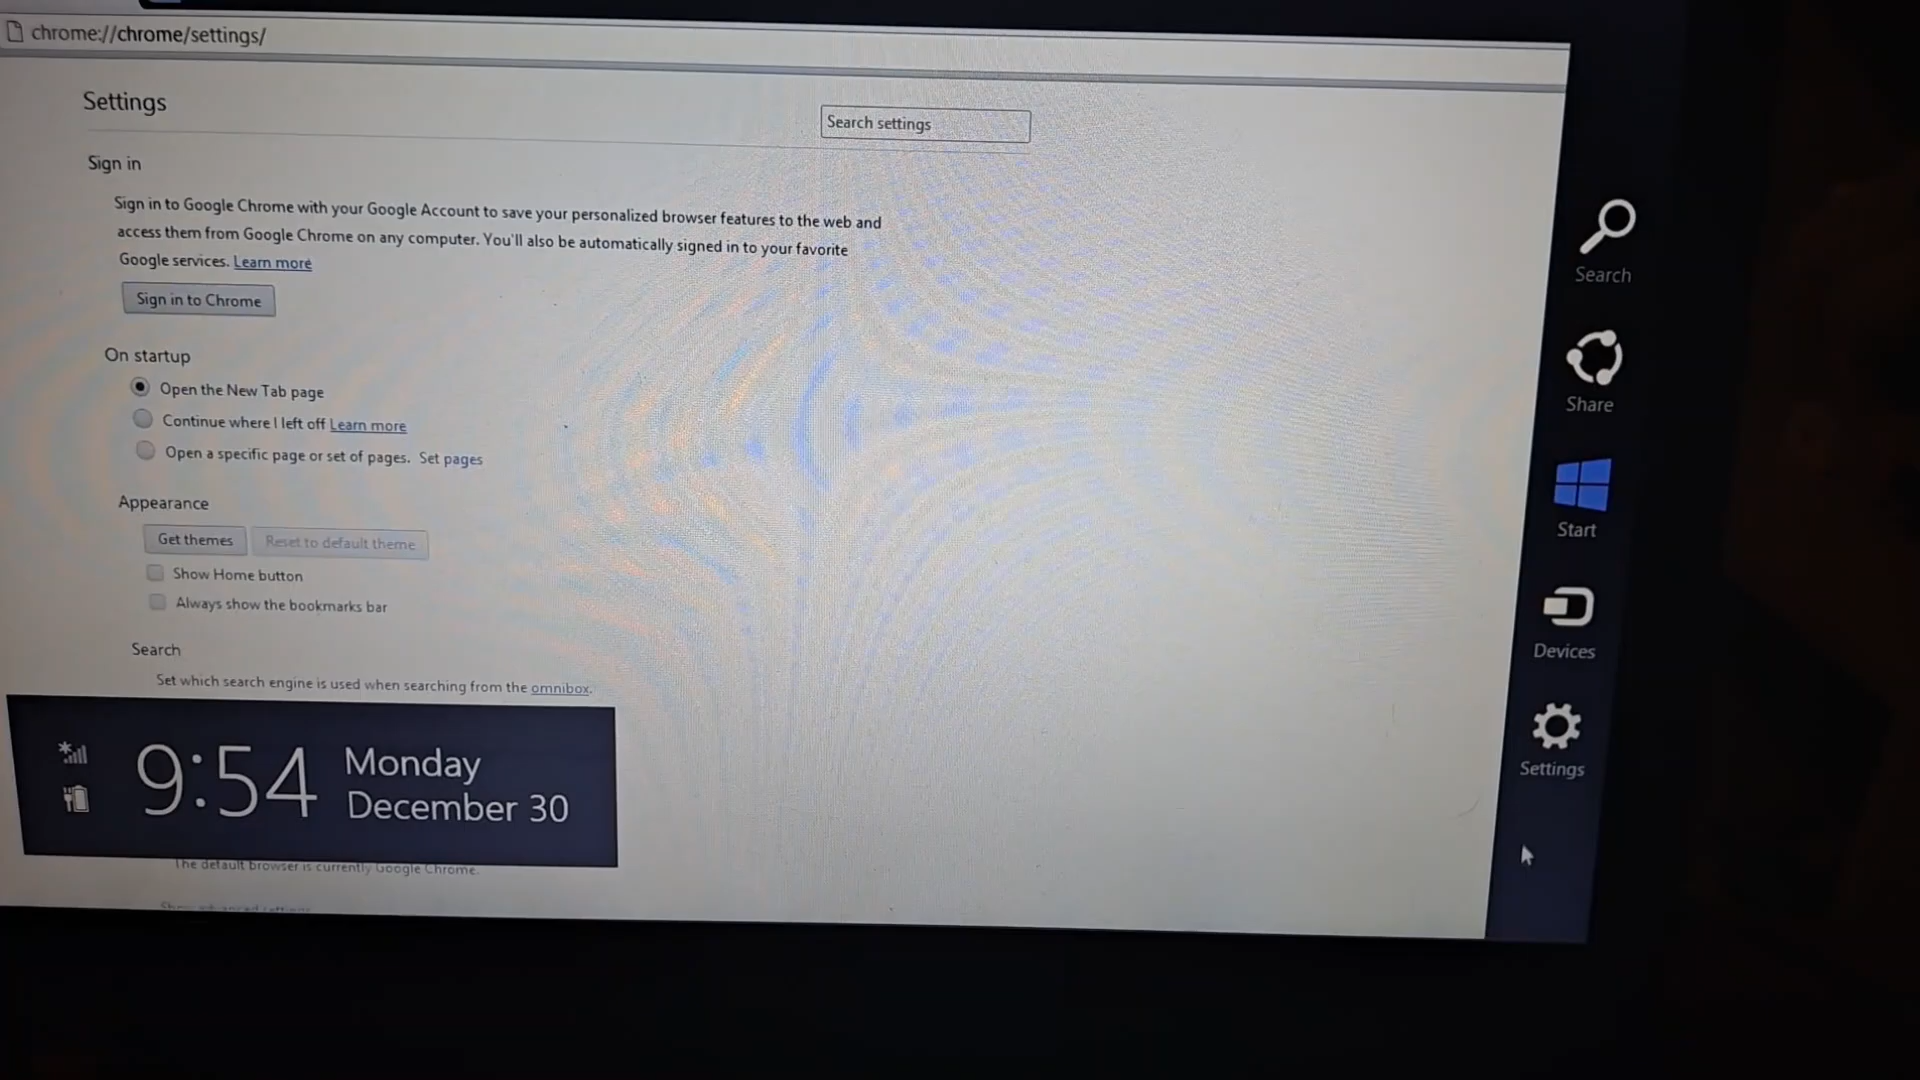 chrome://chrome/settings/
Settings
Search settings
Sign in
Sign in to Google Chrome with your Google Account to save your personalized browser features to the web and
access them from Google Chrome on any computer. You'll also be automatically signed in to your favorite
Google services. Learn more
Sign in to Chrome
On startup
Open the New Tab page
Continue where I left off Learn more
Open a specific page or set of pages. Set pages
Appearance
Get themes
Reset to default theme
Show Home button
Always show the bookmarks bar
Search
Set which search engine is used when searching from the omnibox.
9:54
Monday
December 30
The default browser is currently Google Chrome.
Show advanced settings
Search
Share
Start
Devices
Settings